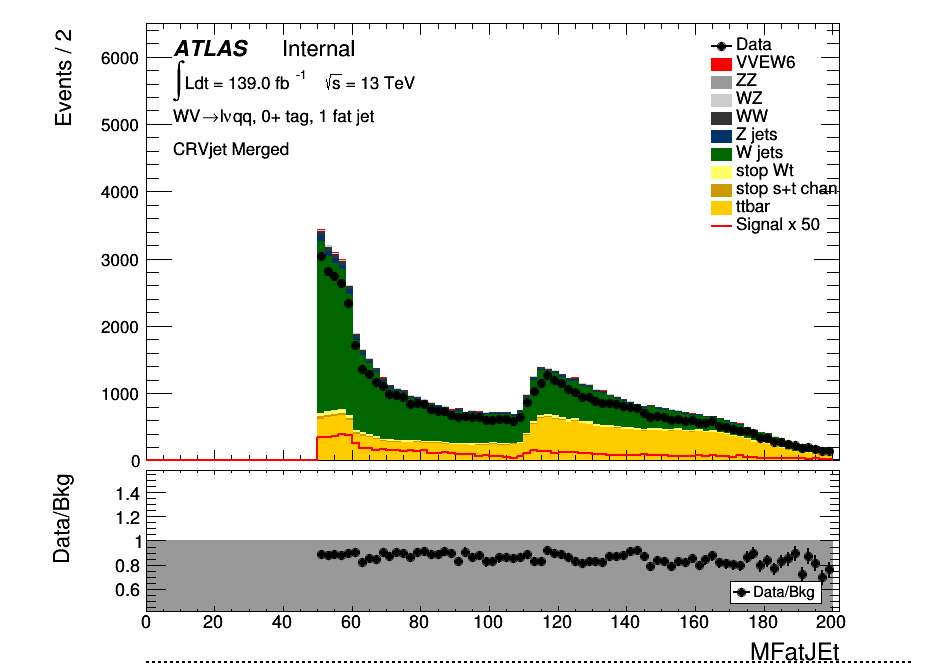 Events / 2
6000
5000
4000
3000
2000
1000
0
ATLAS Internal
∫Ldt = 139.0 fb⁻¹ √s = 13 TeV
WV→lνqq, 0+ tag, 1 fat jet
CRVjet Merged
Data
VVEW6
ZZ
WZ
WW
Z jets
W jets
stop Wt
stop s+t chan
ttbar
Signal x 50
Data/Bkg
1.4
1.2
1
0.8
0.6
Data/Bkg
0 20 40 60 80 100 120 140 160 180 200
MFatJEt